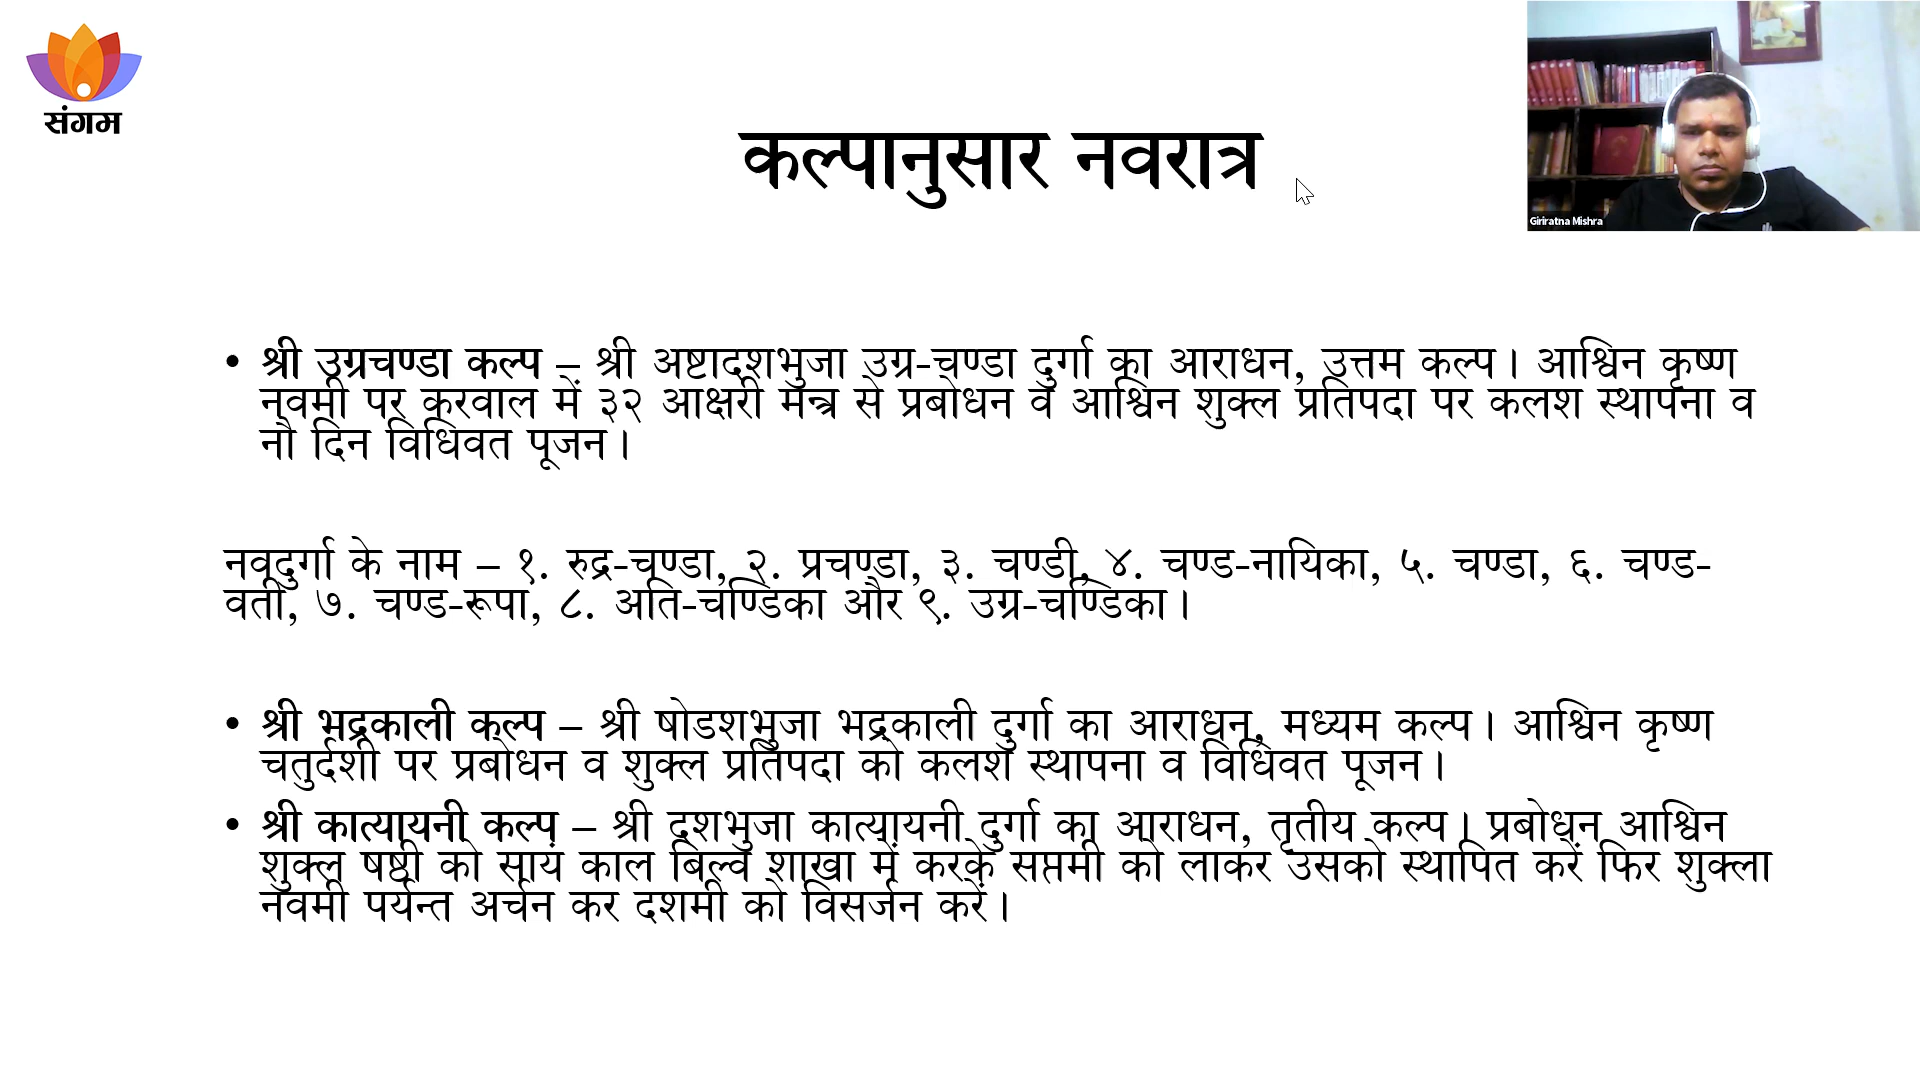 संगम
कल्पानुसार नवरात्र
Giriratna Mishra
• श्री उग्रचण्डा कल्प – श्री अष्टादशभुजा उग्र-चण्डा दुर्गा का आराधन, उत्तम कल्प। आश्विन कृष्ण
नवमी पर करवाल में ३२ आक्षरी मन्त्र से प्रबोधन व आश्विन शुक्ल प्रतिपदा पर कलश स्थापना व
नौ दिन विधिवत पूजन।
नवदुर्गा के नाम – १. रुद्र-चण्डा, २. प्रचण्डा, ३. चण्डी, ४. चण्ड-नायिका, ५. चण्डा, ६. चण्ड-
वती, ७. चण्ड-रूपा, ८. अति-चण्डिका और ९. उग्र-चण्डिका।
• श्री भद्रकाली कल्प – श्री षोडशभुजा भद्रकाली दुर्गा का आराधन, मध्यम कल्प। आश्विन कृष्ण
चतुर्दशी पर प्रबोधन व शुक्ल प्रतिपदा को कलश स्थापना व विधिवत पूजन।
• श्री कात्यायनी कल्प – श्री दशभुजा कात्यायनी दुर्गा का आराधन, तृतीय कल्प। प्रबोधन आश्विन
शुक्ल षष्ठी को सायं काल बिल्व शाखा में करके सप्तमी को लाकर उसको स्थापित करें फिर शुक्ला
नवमी पर्यन्त अर्चन कर दशमी को विसर्जन करें।